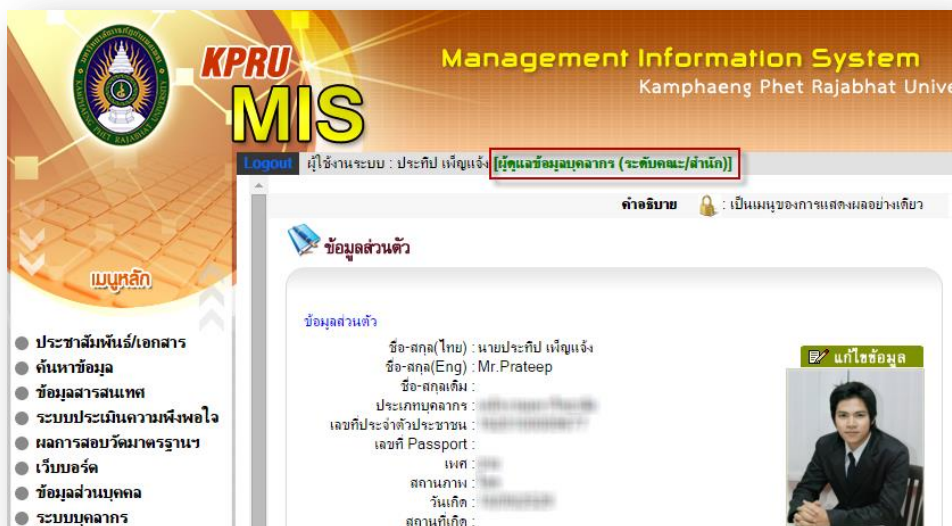 KPRU
MIS
Management Information System
Kamphaeng Phet Rajabhat Unive
Logout ผู้ใช้งานระบบ : ประทีป เพ็ญแจ้ง [ผู้ดูแลข้อมูลบุคลากร (ระดับคณะ/สำนัก)]
คำอธิบาย : เป็นเมนูของการแสดงผลอย่างเดียว
ข้อมูลส่วนตัว
เมนูหลัก
ประชาสัมพันธ์/เอกสาร
ค้นหาข้อมูล
ข้อมูลสารสนเทศ
ระบบประเมินความพึงพอใจ
ผลการสอบวัดมาตรฐานฯ
เว็บบอร์ด
ข้อมูลส่วนบุคคล
ระบบบุคลากร
ข้อมูลส่วนตัว
ชื่อ-สกุล(ไทย) : นายประทีป เพ็ญแจ้ง
ชื่อ-สกุล(Eng) : Mr.Prateep
ชื่อ-สกุลเดิม :
ประเภทบุคลากร :
เลขที่ประจำตัวประชาชน :
เลขที่ Passport :
เพศ :
สถานภาพ :
วันเกิด :
สถานที่เกิด :
แก้ไขข้อมูล